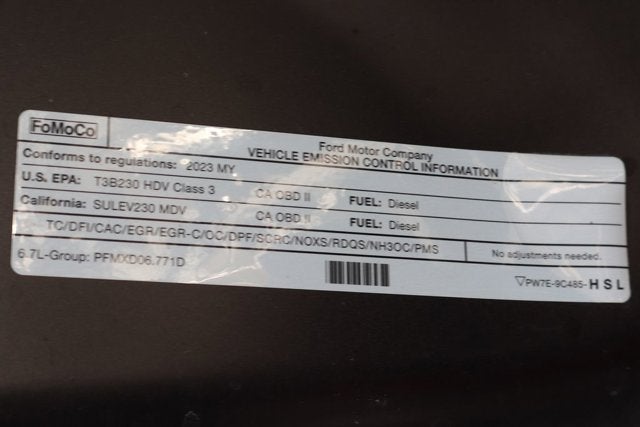 FoMoCo
Ford Motor Company
VEHICLE EMISSION CONTROL INFORMATION
Conforms to regulations: 2023 MY
U.S. EPA: T3B230 HDV Class 3 CA OBD II FUEL: Diesel
California: SULEV230 MDV CA OBD II FUEL: Diesel
TC/DFI/CAC/EGR/EGR-C/OC/DPF/SCRC/NOXS/RDQS/NH3OC/PMS No adjustments needed.
6.7L-Group: PFMXD06.771D
▽PW7E-9C485-HSL